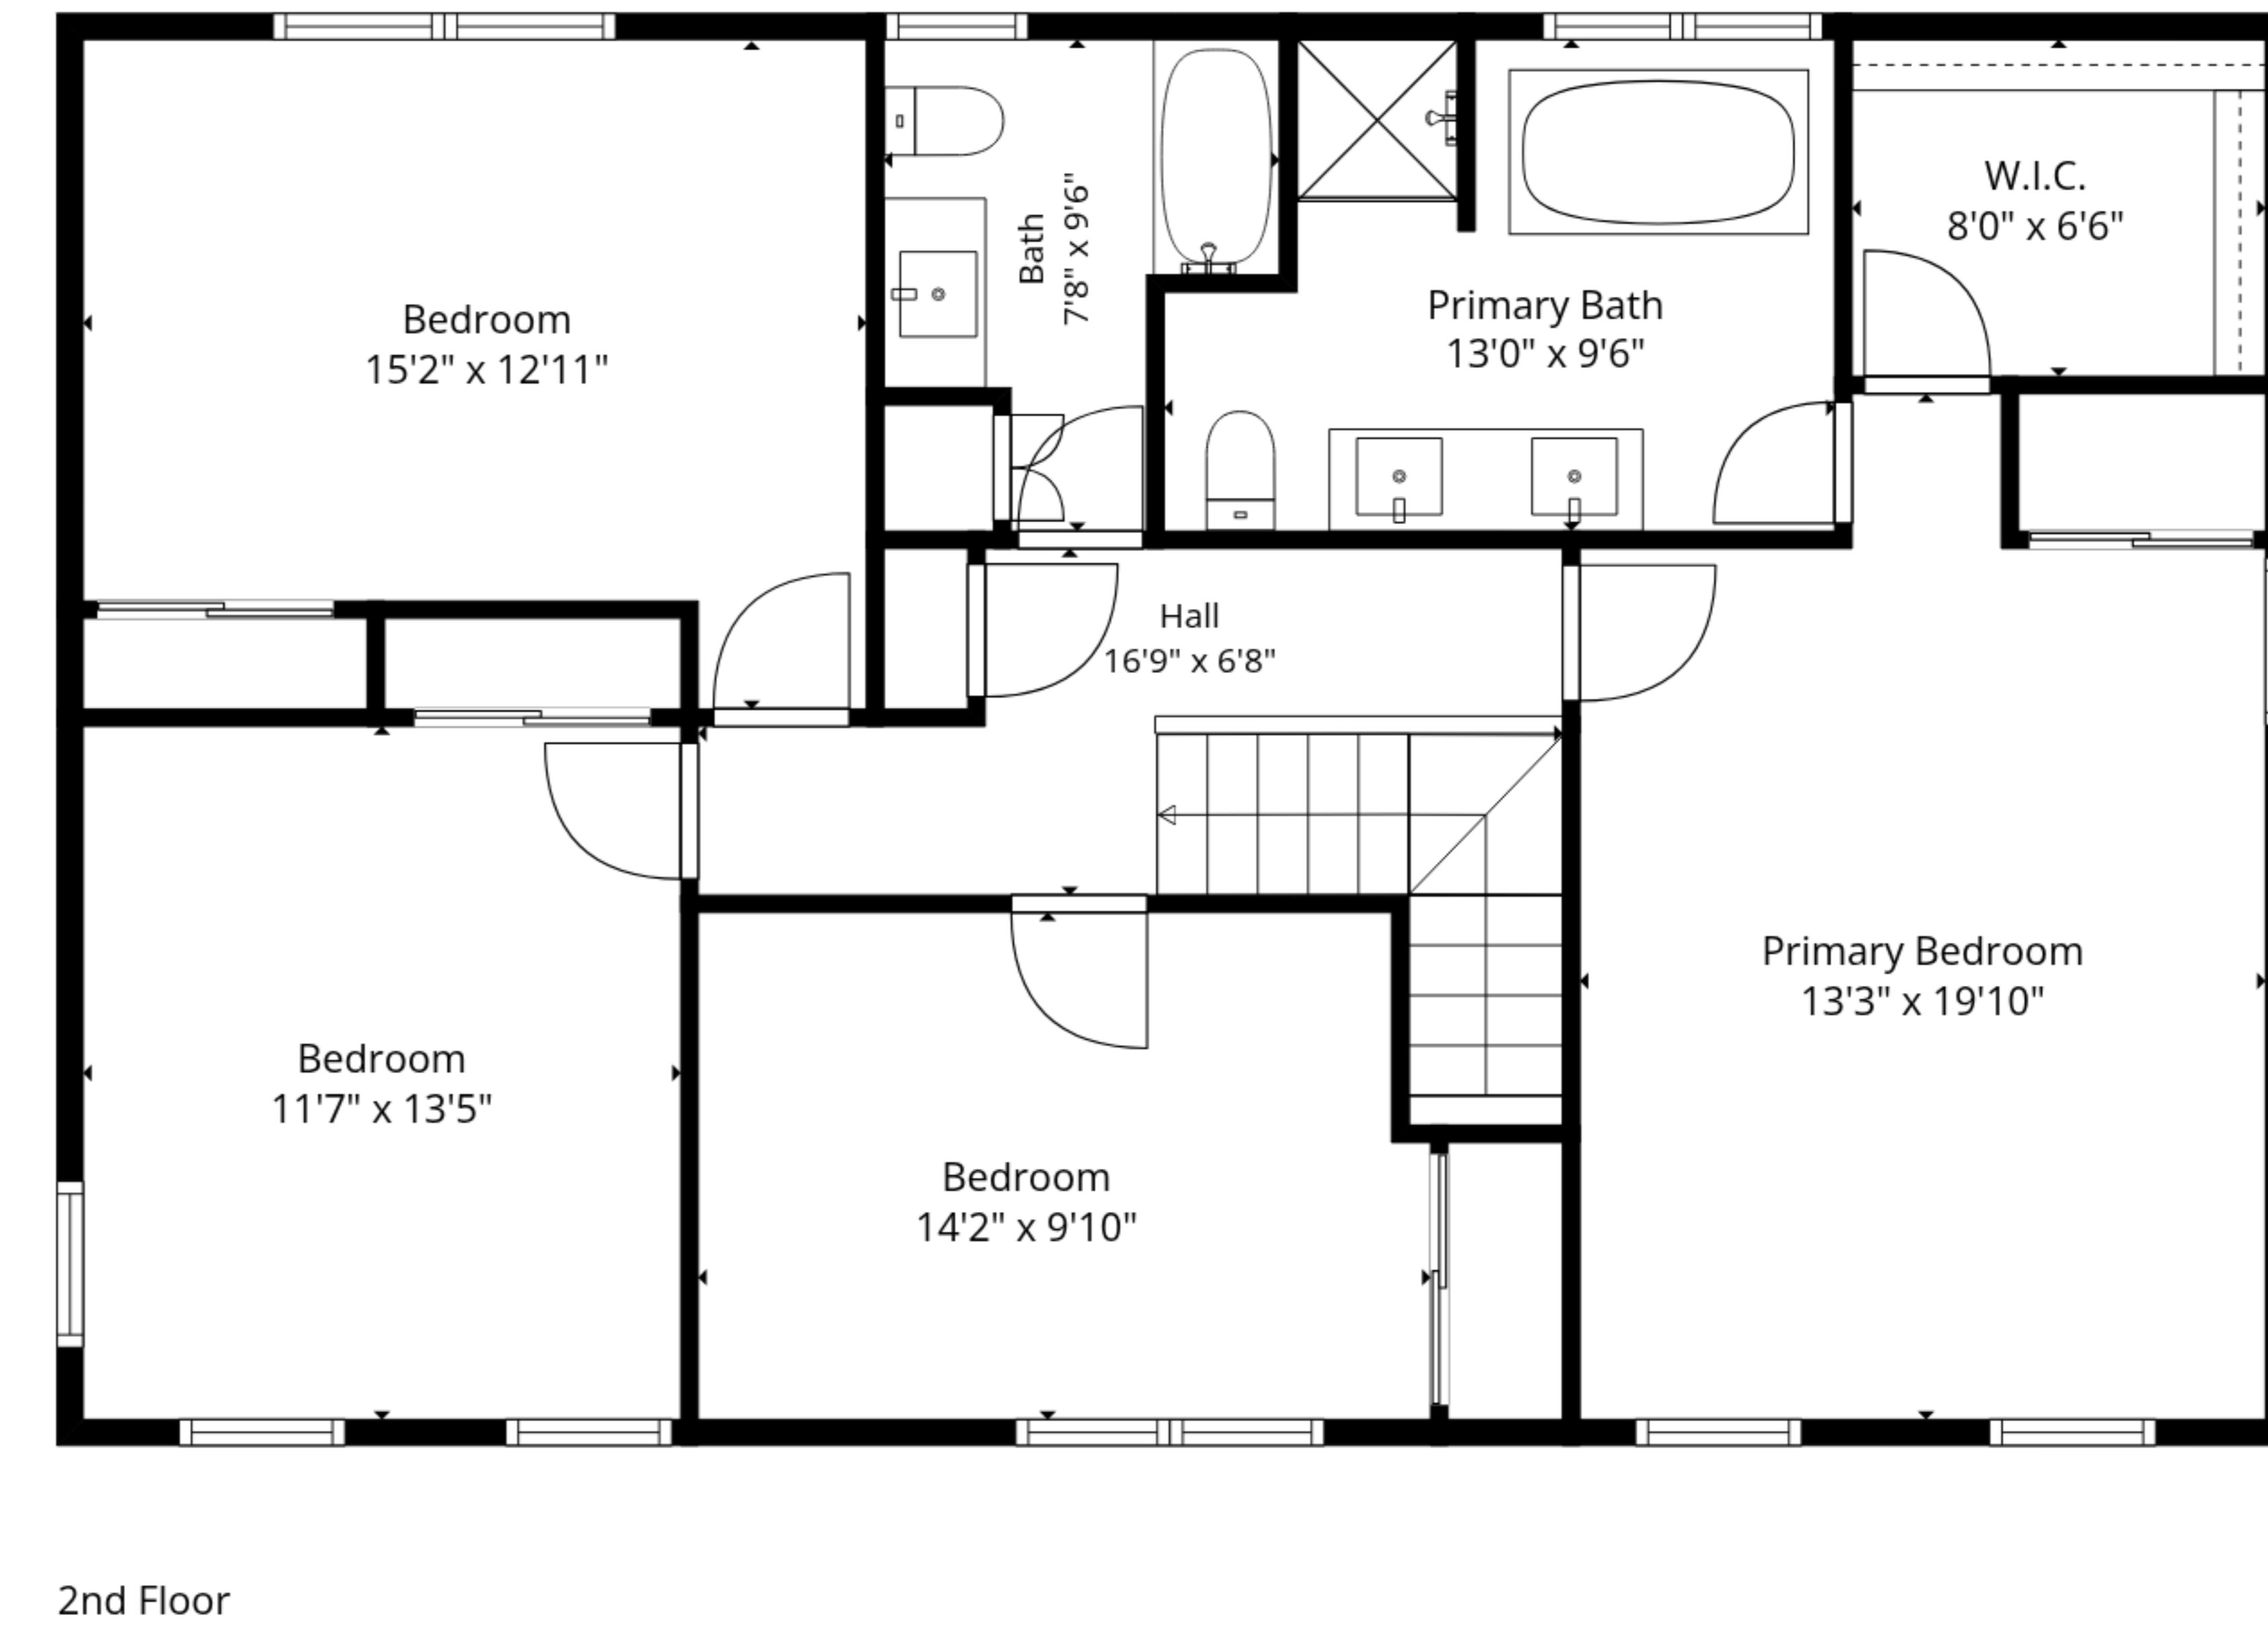 Bedroom
15'2" x 12'11"
Bath
7'8" x 9'6"
Primary Bath
13'0" x 9'6"
W.I.C.
8'0" x 6'6"
Hall
16'9" x 6'8"
Primary Bedroom
13'3" x 19'10"
Bedroom
11'7" x 13'5"
Bedroom
14'2" x 9'10"
2nd Floor